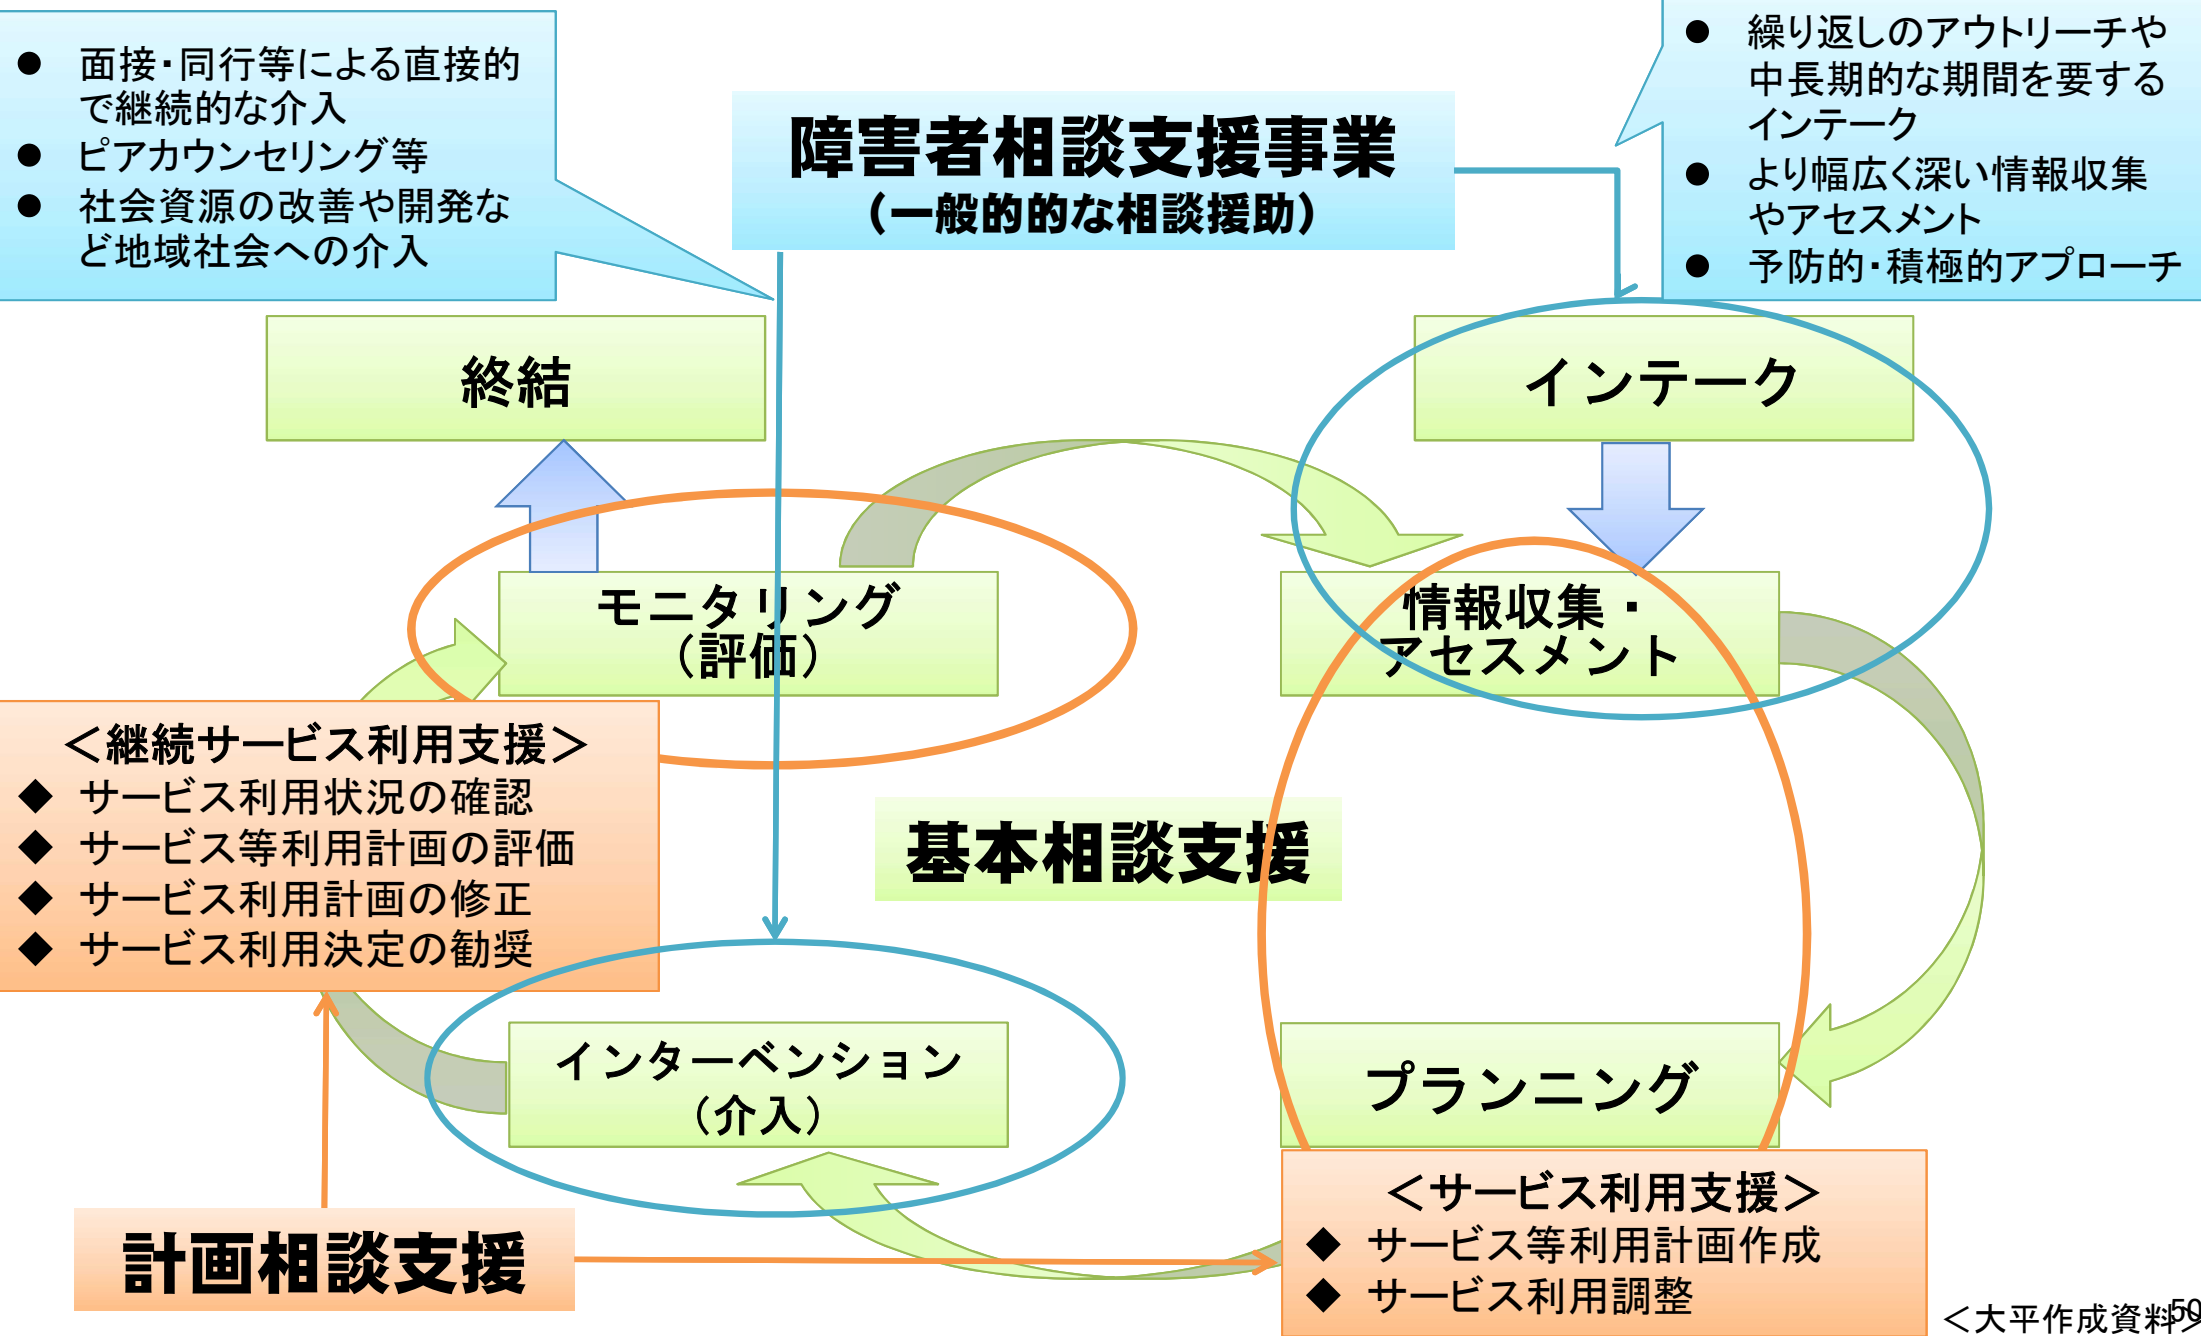 ● 面接・同行等による直接的
で継続的な介入
● ピアカウンセリング等
● 社会資源の改善や開発な
ど地域社会への介入
障害者相談支援事業
（一般的的な相談援助）
● 繰り返しのアウトリーチや
中長期的な期間を要する
インテーク
● より幅広く深い情報収集
やアセスメント
● 予防的・積極的アプローチ
終結
インテーク
モニタリング
（評価）
情報収集・
アセスメント
＜継続サービス利用支援＞
◆ サービス利用状況の確認
◆ サービス等利用計画の評価
◆ サービス利用計画の修正
◆ サービス利用決定の勧奨
基本相談支援
インターベンション
（介入）
プランニング
＜サービス利用支援＞
◆ サービス等利用計画作成
◆ サービス利用調整
計画相談支援
＜大平作成資料＞
50